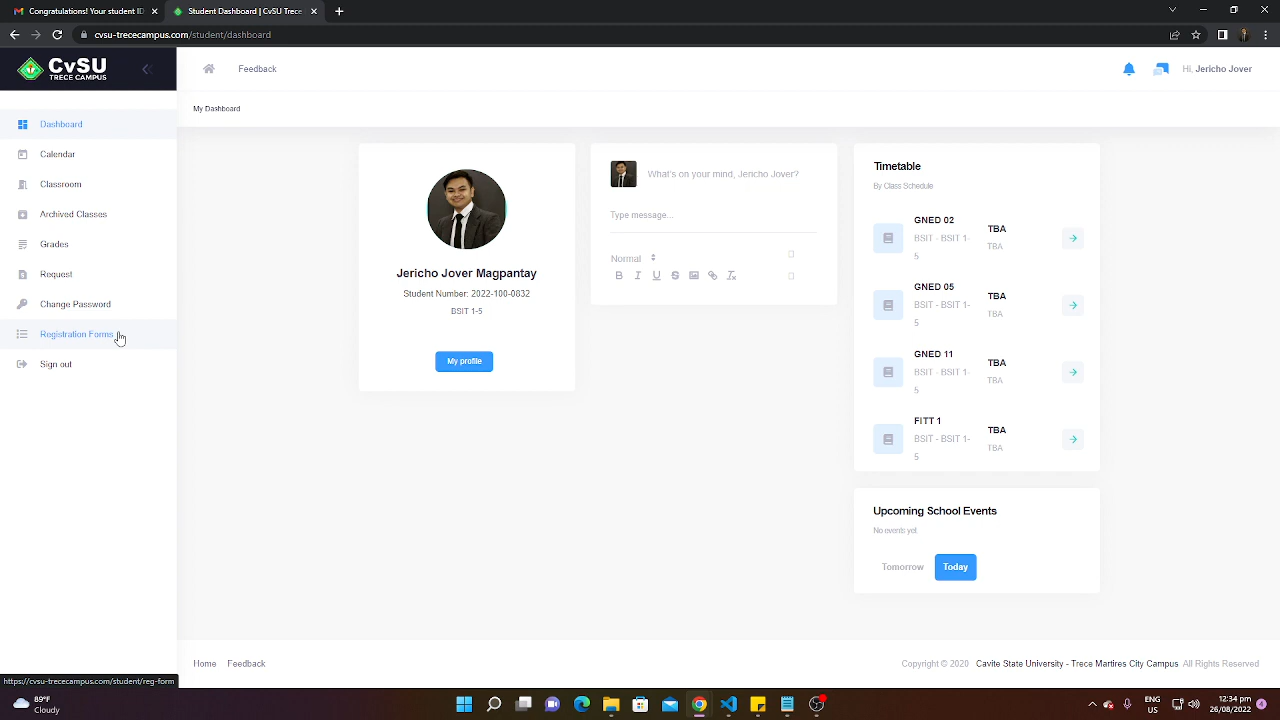 Congratulations! Your Student ID
Student Dashboard | CvSU Trece
cvsu-trececampus.com/student/dashboard
CvSU
TRECE CAMPUS
Feedback
Hi, Jericho Jover
My Dashboard
Dashboard
Calendar
Classroom
Archived Classes
Grades
Request
Change Password
Registration Forms
Sign out
Jericho Jover Magpantay
Student Number: 2022-100-0832
BSIT 1-5
My profile
What's on your mind, Jericho Jover?
Type message...
Normal
B I U S
Timetable
By Class Schedule
GNED 02
BSIT - BSIT 1-
5
TBA
TBA
GNED 05
BSIT - BSIT 1-
5
TBA
TBA
GNED 11
BSIT - BSIT 1-
5
TBA
TBA
FITT 1
BSIT - BSIT 1-
5
TBA
TBA
Upcoming School Events
No events yet
Tomorrow
Today
Home
Feedback
Copyright © 2020 Cavite State University - Trece Martires City Campus All Rights Reserved
https://cvsu-trececampus.com/student/reg-form
89°F
Cloudy
ENG
US
12:34 pm
26/08/2022
4